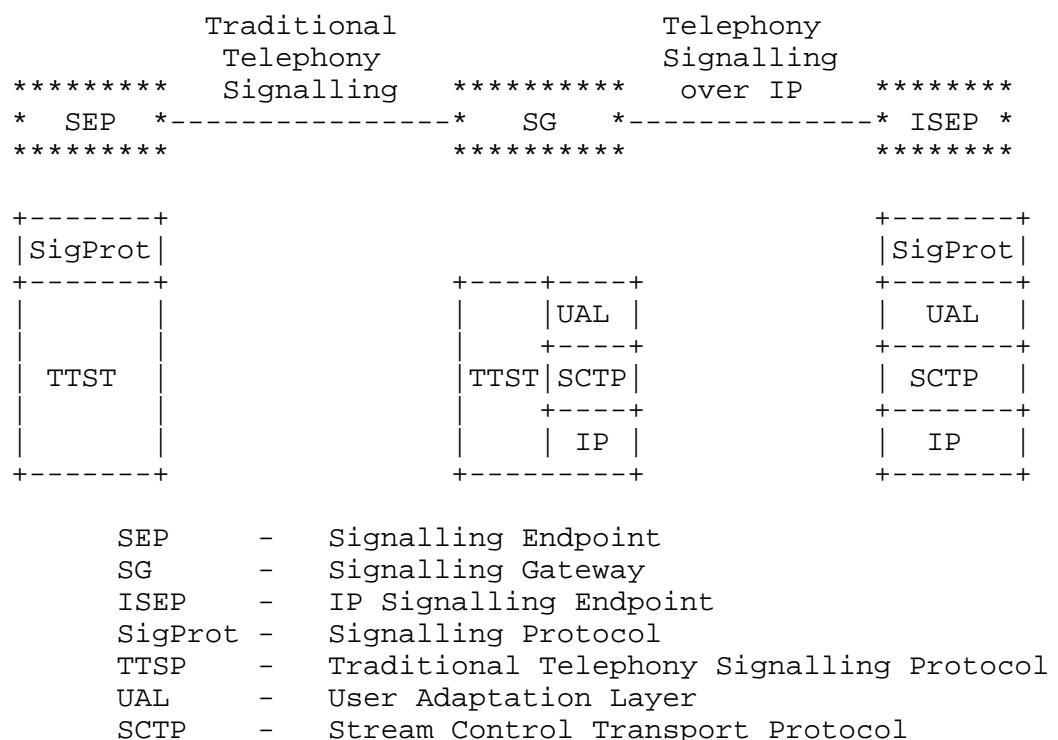 Traditional                 Telephony
             Telephony                  Signalling
*********   Signalling   **********   over IP    ********
*  SEP  *----------------*   SG   *--------------* ISEP *
*********                **********              ********

+-------+                                        +-------+
|SigProt|                                        |SigProt|
+-------+                +----+----+             +-------+
|       |                |    |UAL |             |  UAL  |
|       |                |    +----+             +-------+
| TTST  |                |TTST|SCTP|             | SCTP  |
|       |                |    +----+             +-------+
|       |                |    | IP |             |  IP   |
+-------+                +---------+             +-------+

      SEP     -   Signalling Endpoint
      SG      -   Signalling Gateway
      ISEP    -   IP Signalling Endpoint
      SigProt -   Signalling Protocol
      TTSP    -   Traditional Telephony Signalling Protocol
      UAL     -   User Adaptation Layer
      SCTP    -   Stream Control Transport Protocol